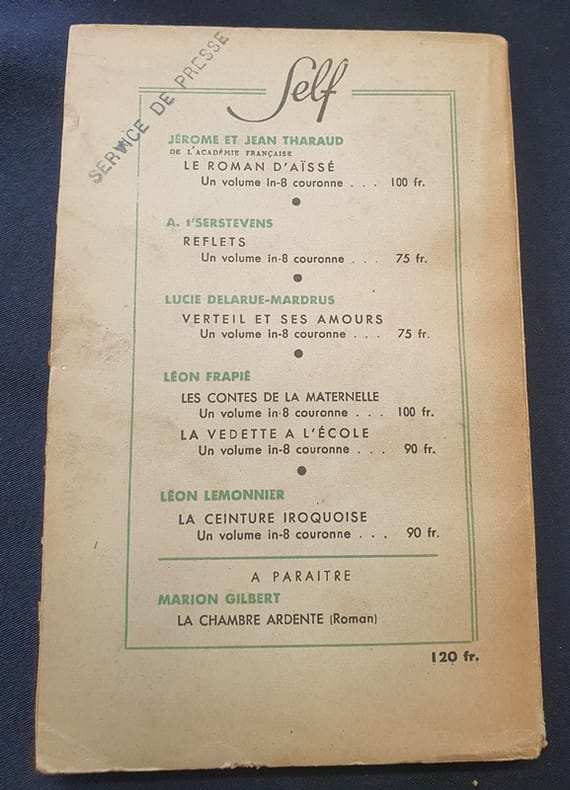 SERVICE DE PRESSE
Self
JÉROME ET JEAN THARAUD
DE L'ACADÉMIE FRANÇAISE
LE ROMAN D'AÏSSÉ
Un volume in-8 couronne . . . 100 fr.
A. t'SERSTEVENS
REFLETS
Un volume in-8 couronne . . . 75 fr.
LUCIE DELARUE-MARDRUS
VERTEIL ET SES AMOURS
Un volume in-8 couronne . . . 75 fr.
LÉON FRAPIÉ
LES CONTES DE LA MATERNELLE
Un volume in-8 couronne . . . 100 fr.
LA VEDETTE A L'ÉCOLE
Un volume in-8 couronne . . . 90 fr.
LÉON LEMONNIER
LA CEINTURE IROQUOISE
Un volume in-8 couronne . . . 90 fr.
A PARAITRE
MARION GILBERT
LA CHAMBRE ARDENTE (Roman)
120 fr.